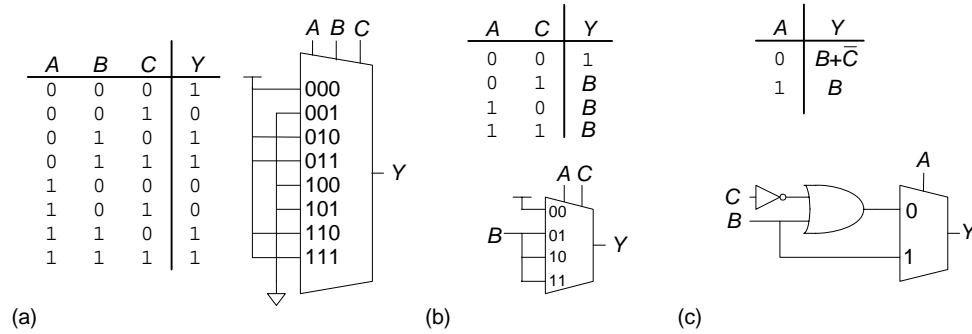 A B C Y
0 0 0 1
0 0 1 0
0 1 0 1
0 1 1 1
1 0 0 0
1 0 1 0
1 1 0 1
1 1 1 1
A B C
000
001
010
011
100
101
110
111
Y
(a)
A C Y
0 0 1
0 1 B
1 0 B
1 1 B
A C
00
B 01
10
11
Y
(b)
A Y
0 B+C̅
1 B
A
C
B
0
1
Y
(c)